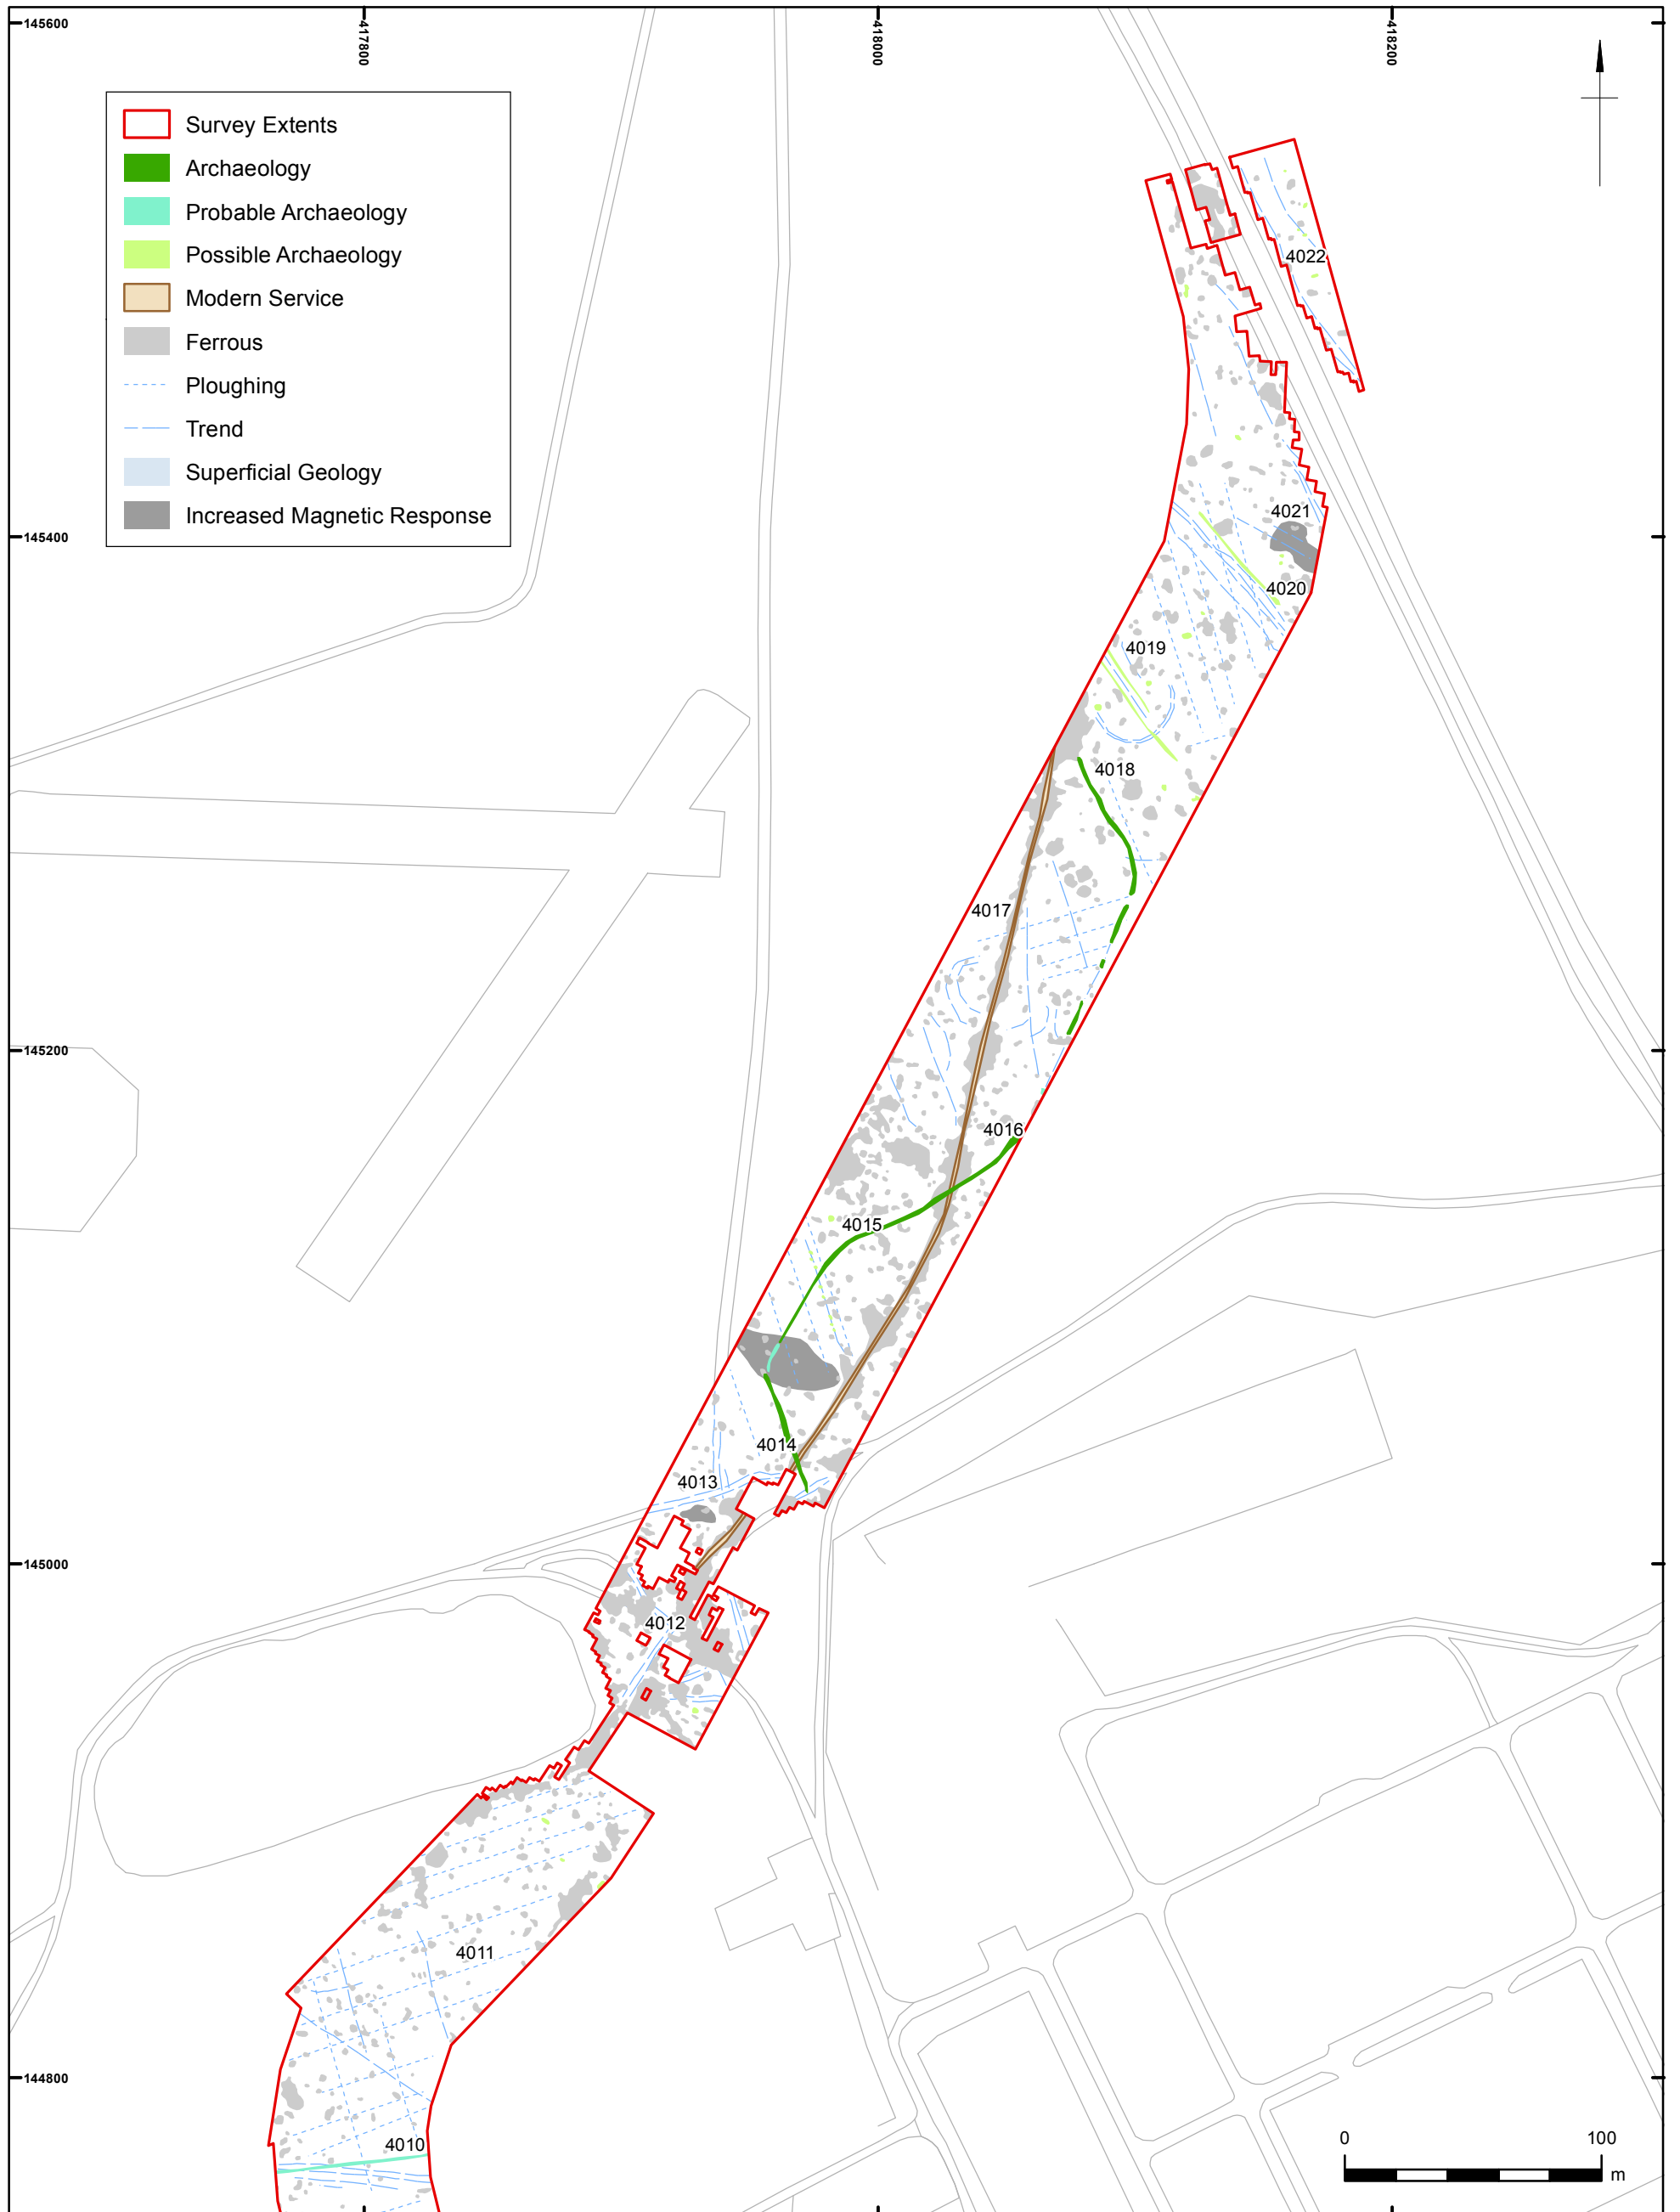 145600
417800
418000
418200
Survey Extents
Archaeology
Probable Archaeology
Possible Archaeology
Modern Service
Ferrous
Ploughing
Trend
Superficial Geology
Increased Magnetic Response
4022
4021
145400
4020
4019
4018
4017
145200
4016
4015
4014
4013
145000
4012
4011
144800
4010
0 100
m